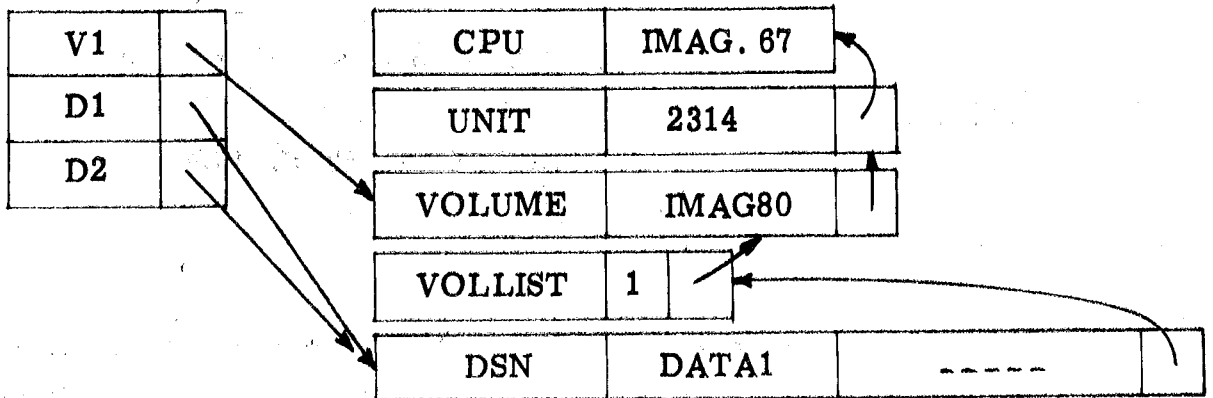 V1
D1
D2
CPU IMAG. 67
UNIT 2314
VOLUME IMAG80
VOLLIST 1
DSN DATA1 -----